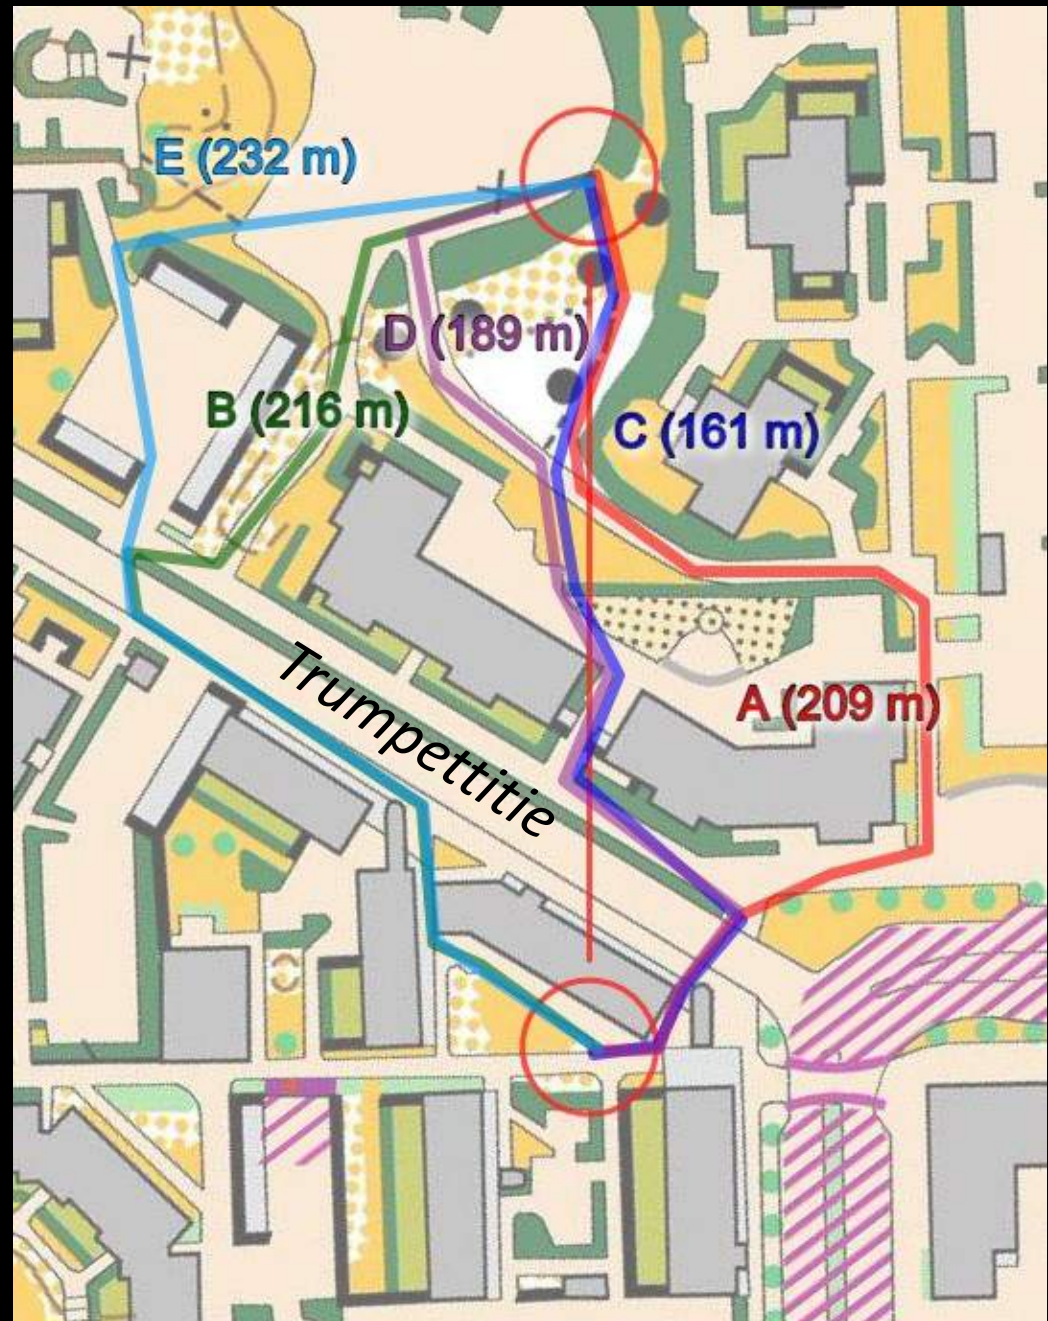 E (232 m)
D (189 m)
B (216 m)
C (161 m)
A (209 m)
Trumpettitie